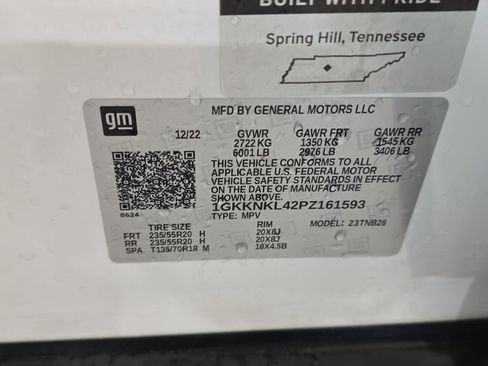 BUILT WITH PRIDE
Spring Hill, Tennessee
gm
MFD BY GENERAL MOTORS LLC
12/22 GVWR GAWR FRT GAWR RR
2722 KG 1350 KG 1545 KG
6001 LB 2976 LB 3406 LB
THIS VEHICLE CONFORMS TO ALL
APPLICABLE U.S. FEDERAL MOTOR
VEHICLE SAFETY STANDARDS IN EFFECT
ON THE DATE OF MANUFACTURE
SHOWN ABOVE.
1GKKNKL42PZ161593
8624
TYPE: MPV MODEL: 23TNB26
TIRE SIZE RIM
FRT 235/55R20 H 20X8J
RR 235/55R20 H 20X8J
SPA T135/70R18 M 18X4.5B